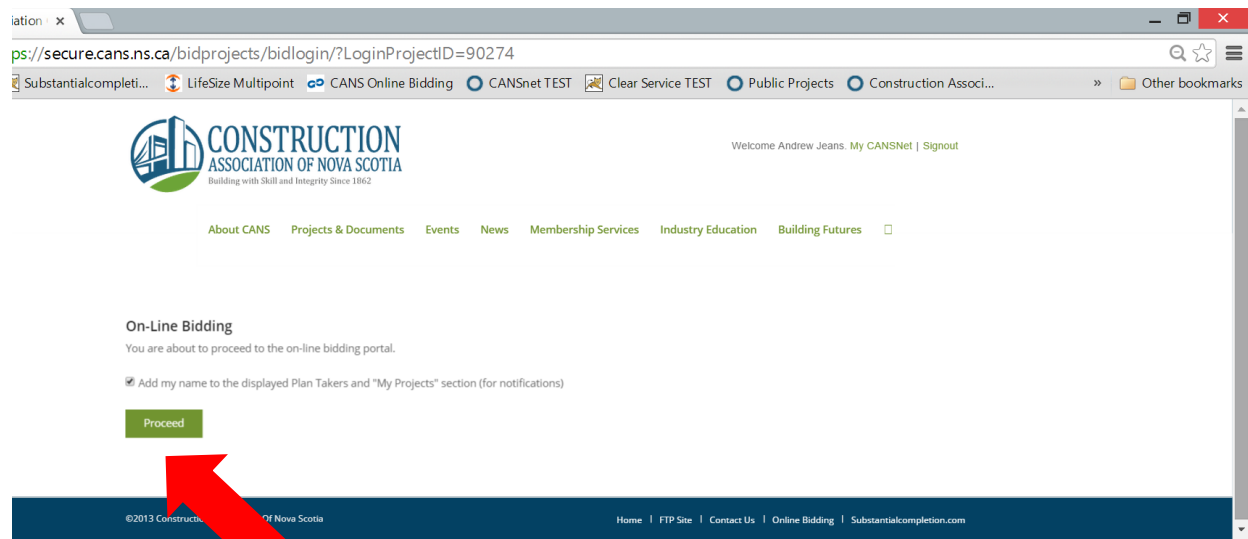 iation
ps://secure.cans.ns.ca/bidprojects/bidlogin/?LoginProjectID=90274
Substantialcompleti... LifeSize Multipoint CANS Online Bidding CANSnet TEST Clear Service TEST Public Projects Construction Associ... » Other bookmarks
CONSTRUCTION
ASSOCIATION OF NOVA SCOTIA
Building with Skill and Integrity Since 1862
Welcome Andrew Jeans. My CANSNet | Signout
About CANS Projects & Documents Events News Membership Services Industry Education Building Futures
On-Line Bidding
You are about to proceed to the on-line bidding portal.
Add my name to the displayed Plan Takers and "My Projects" section (for notifications)
Proceed
©2013 Of Nova Scotia Home | FTP Site | Contact Us | Online Bidding | Substantialcompletion.com